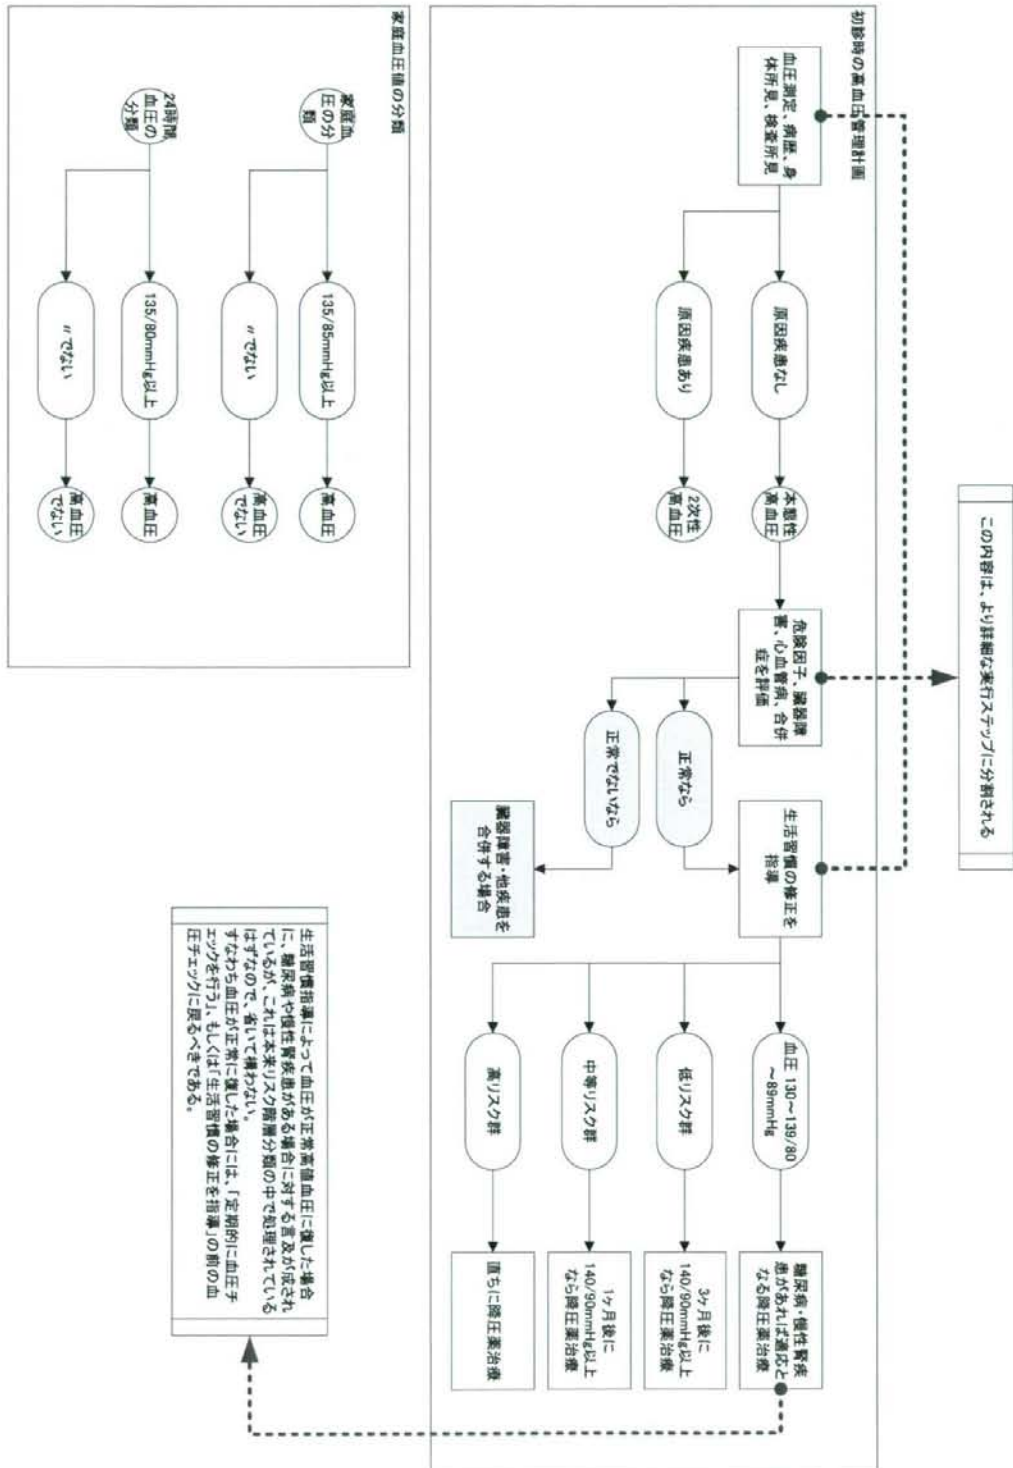 この内容は、より詳細な実行ステップに分割される
初診時の高血圧管理計画
血圧測定、病歴、身
体所見、検査所見
原因疾患なし
原因疾患あり
本態性
高血圧
2次性
高血圧
危険因子、臓器障
害、心血管病、合併
症を評価
正常なら
正常でないなら
生活習慣の修正を
指導
臓器障害・他疾患を
合併する場合
血圧 130～139/80
～89mmHg
低リスク群
中等リスク群
高リスク群
糖尿病・慢性腎疾
患があれば適応と
なる降圧薬治療
3ヶ月後に
140/90mmHg以上
なら降圧薬治療
1ヶ月後に
140/90mmHg以上
なら降圧薬治療
直ちに降圧薬治療
生活習慣指導によって血圧が正常高値血圧に復した場合
に、糖尿病や慢性腎疾患がある場合に対する言及が成され
ているが、これは本来リスク階層分類の中で処理されている
はずなので、省いて構わない。
すなわち血圧が正常に復した場合には、「定期的に血圧チ
ェックを行う」、もしくは「生活習慣の修正を指導」の前の血
圧チェックに戻るべきである。
家庭血圧値の分類
家庭血
圧の分
類
135/85mmHg以上
〃でない
高血圧
高血圧
でない
24時間
血圧の
分類
135/80mmHg以上
〃でない
高血圧
高血圧
でない